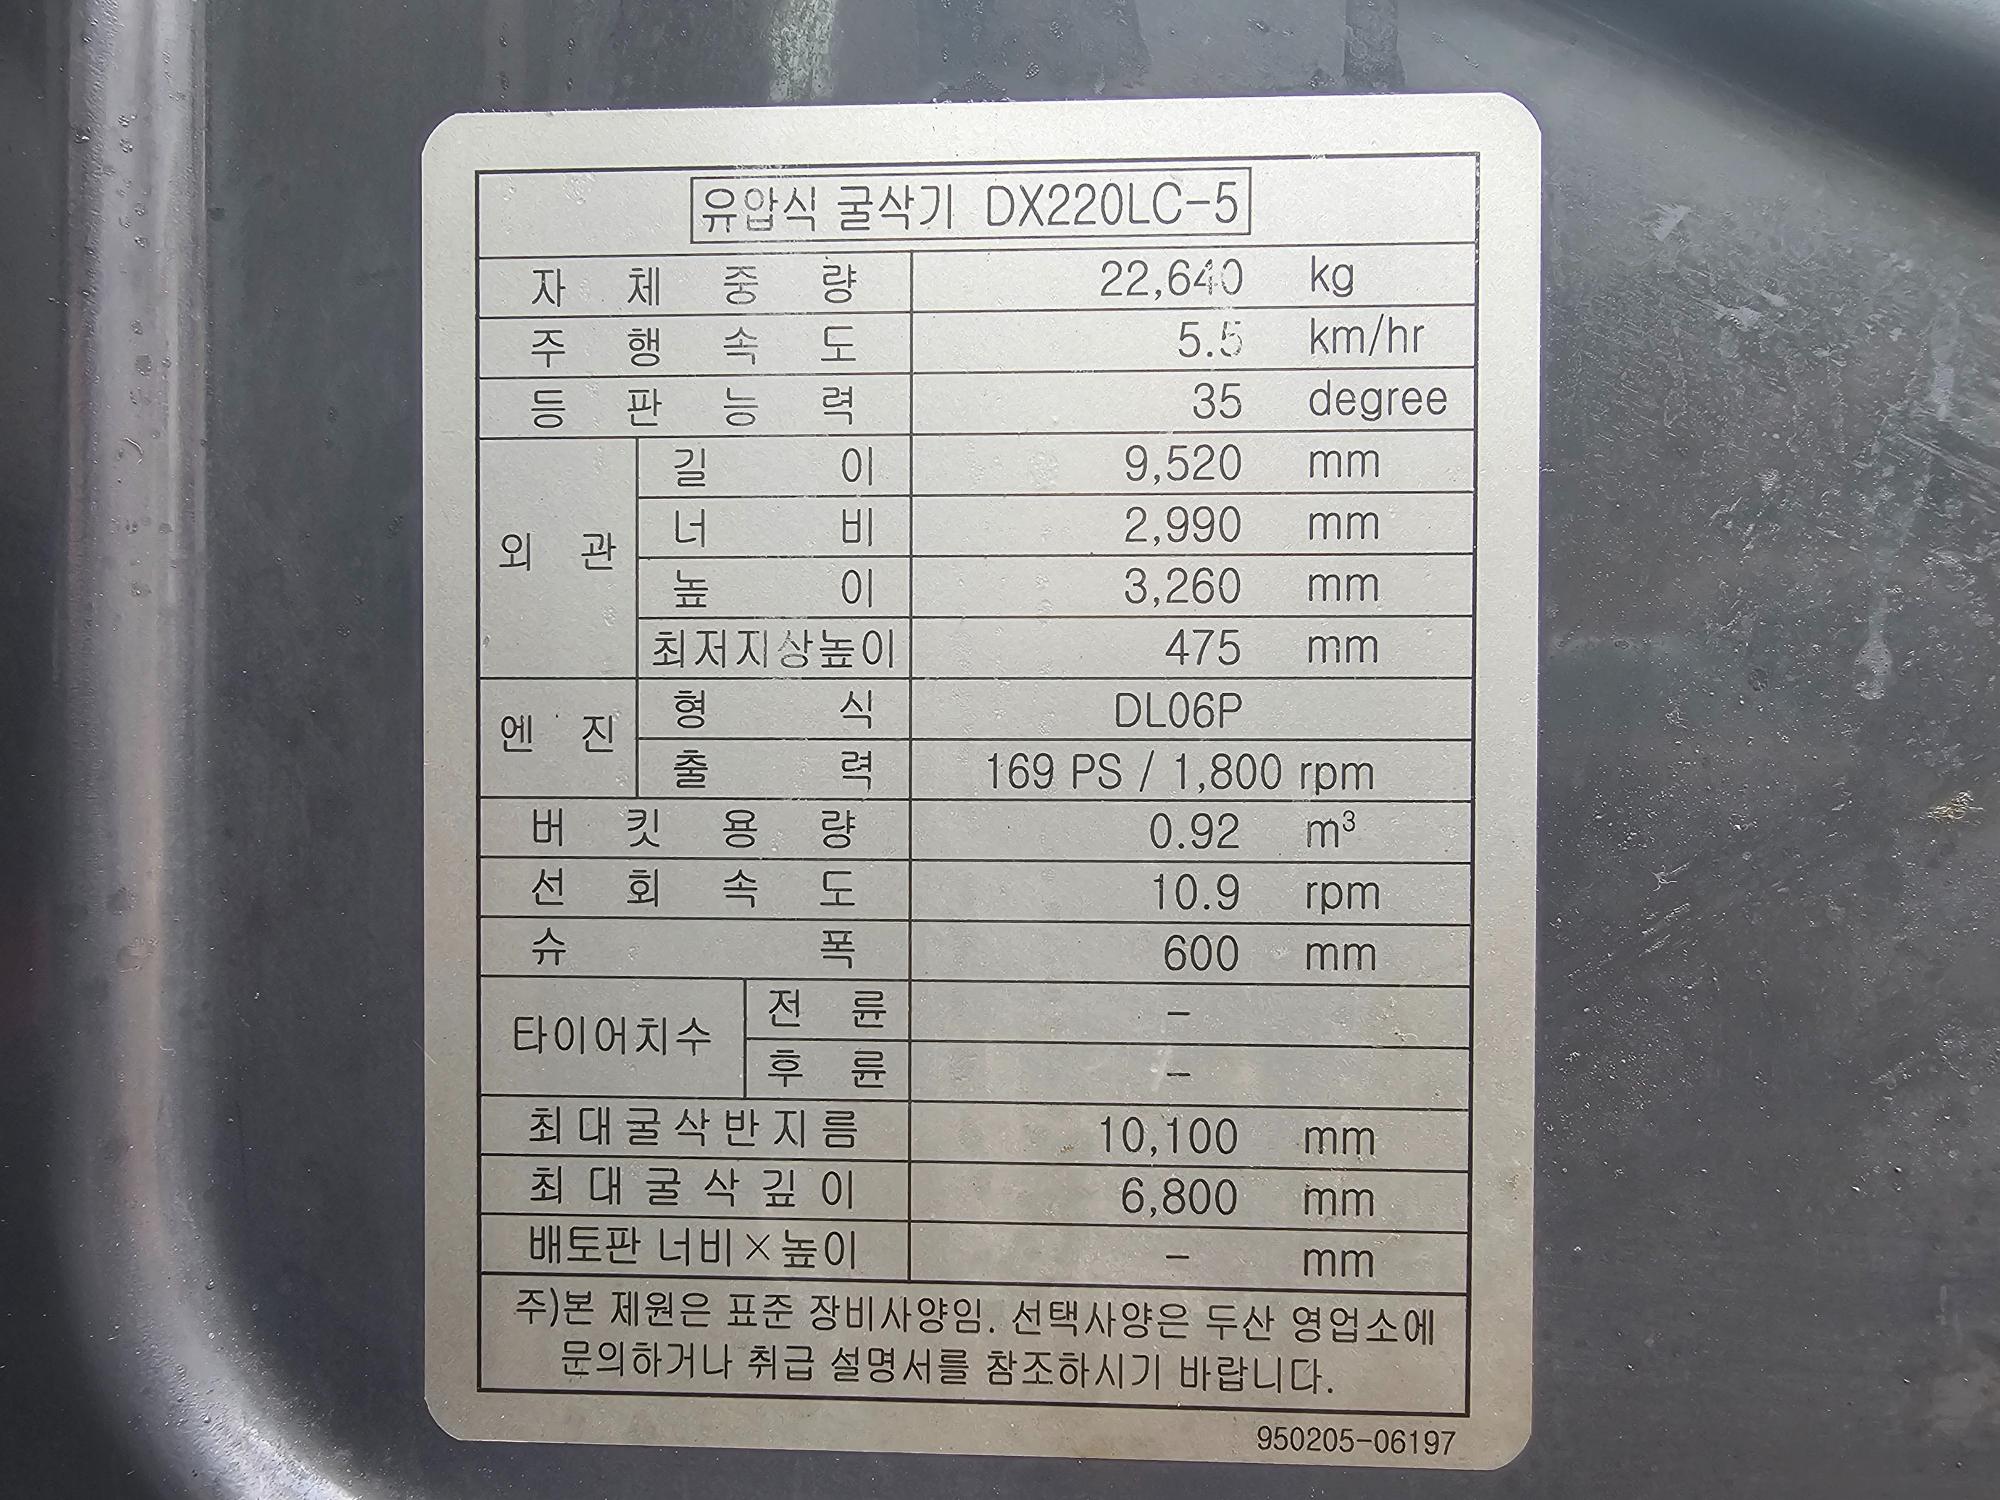 유압식 굴삭기 DX220LC-5
자체중량 22,640 kg
주행속도 5.5 km/hr
등판능력 35 degree
외관 길이 9,520 mm
너비 2,990 mm
높이 3,260 mm
최저지상높이 475 mm
엔진 형식 DL06P
출력 169 PS / 1,800 rpm
버킷용량 0.92 m³
선회속도 10.9 rpm
슈폭 600 mm
타이어치수 전륜 –
후륜 –
최대굴삭반지름 10,100 mm
최대굴삭깊이 6,800 mm
배토판 너비×높이 – mm
주)본 제원은 표준 장비사양임. 선택사양은 두산 영업소에
문의하거나 취급 설명서를 참조하시기 바랍니다.
950205-06197